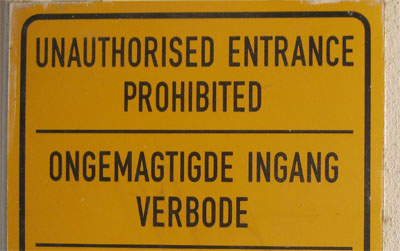 UNAUTHORISED ENTRANCE
PROHIBITED
ONGEMAGTIGDE INGANG
VERBODE